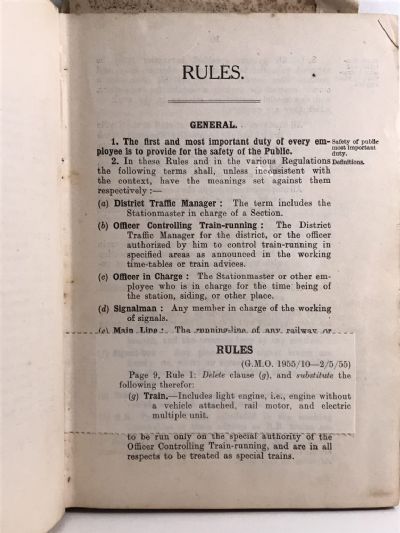 RULES.
GENERAL.
1. The first and most important duty of every em-
ployee is to provide for the safety of the Public.
Safety of public
most important
duty.
2. In these Rules and in the various Regulations
Definitions.
the following terms shall, unless inconsistent with
the context, have the meanings set against them
respectively:—
(a) District Traffic Manager: The term includes the
Stationmaster in charge of a Section.
(b) Officer Controlling Train-running: The District
Traffic Manager for the district, or the officer
authorized by him to control train-running in
specified areas as announced in the working
time-tables or train advices.
(c) Officer in Charge: The Stationmaster or other em-
ployee who is in charge for the time being of
the station, siding, or other place.
(d) Signalman: Any member in charge of the working
of signals.
(e) Main Line: The running-line of any railway or
RULES
(G.M.O. 1955/10—2/5/55)
Page 9, Rule 1: Delete clause (g), and substitute the
following therefor:
(g) Train.—Includes light engine, i.e., engine without
a vehicle attached, rail motor, and electric
multiple unit.
to be run only on the special authority of the
Officer Controlling Train-running, and are in all
respects to be treated as special trains.